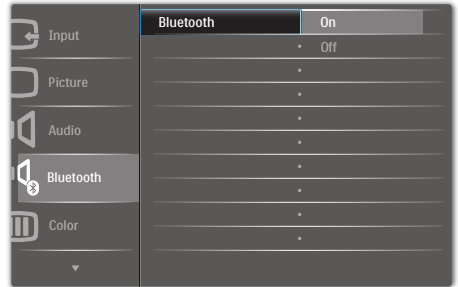 Input
Picture
Audio
Bluetooth
Color
Bluetooth On
Off